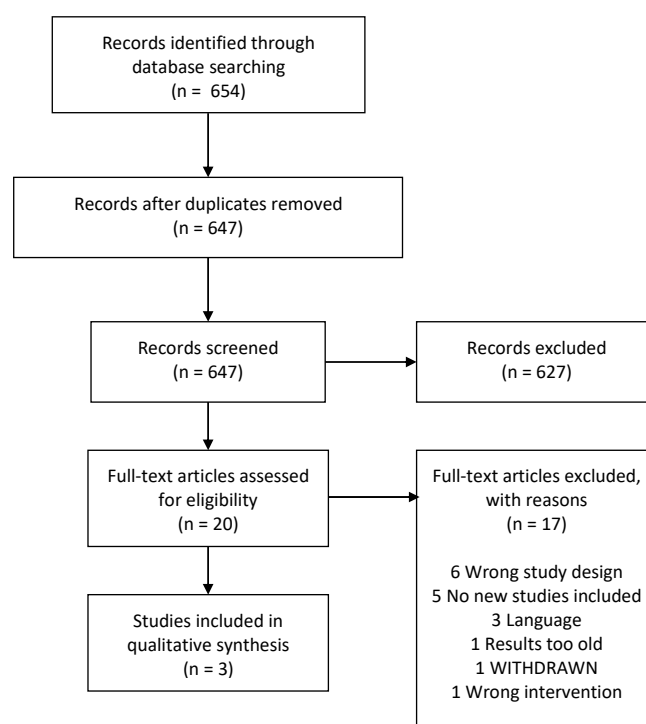 Records identified through
database searching
(n = 654)
Records after duplicates removed
(n = 647)
Records screened
(n = 647)
Records excluded
(n = 627)
Full-text articles assessed
for eligibility
(n = 20)
Full-text articles excluded,
with reasons
(n = 17)
6 Wrong study design
5 No new studies included
3 Language
1 Results too old
1 WITHDRAWN
1 Wrong intervention
Studies included in
qualitative synthesis
(n = 3)